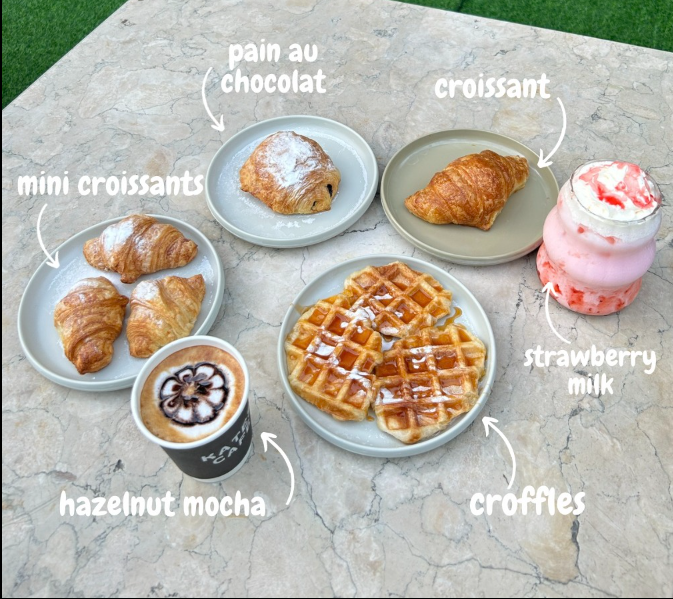 pain au
chocolat
croissant
mini croissants
strawberry
milk
hazelnut mocha
croffles